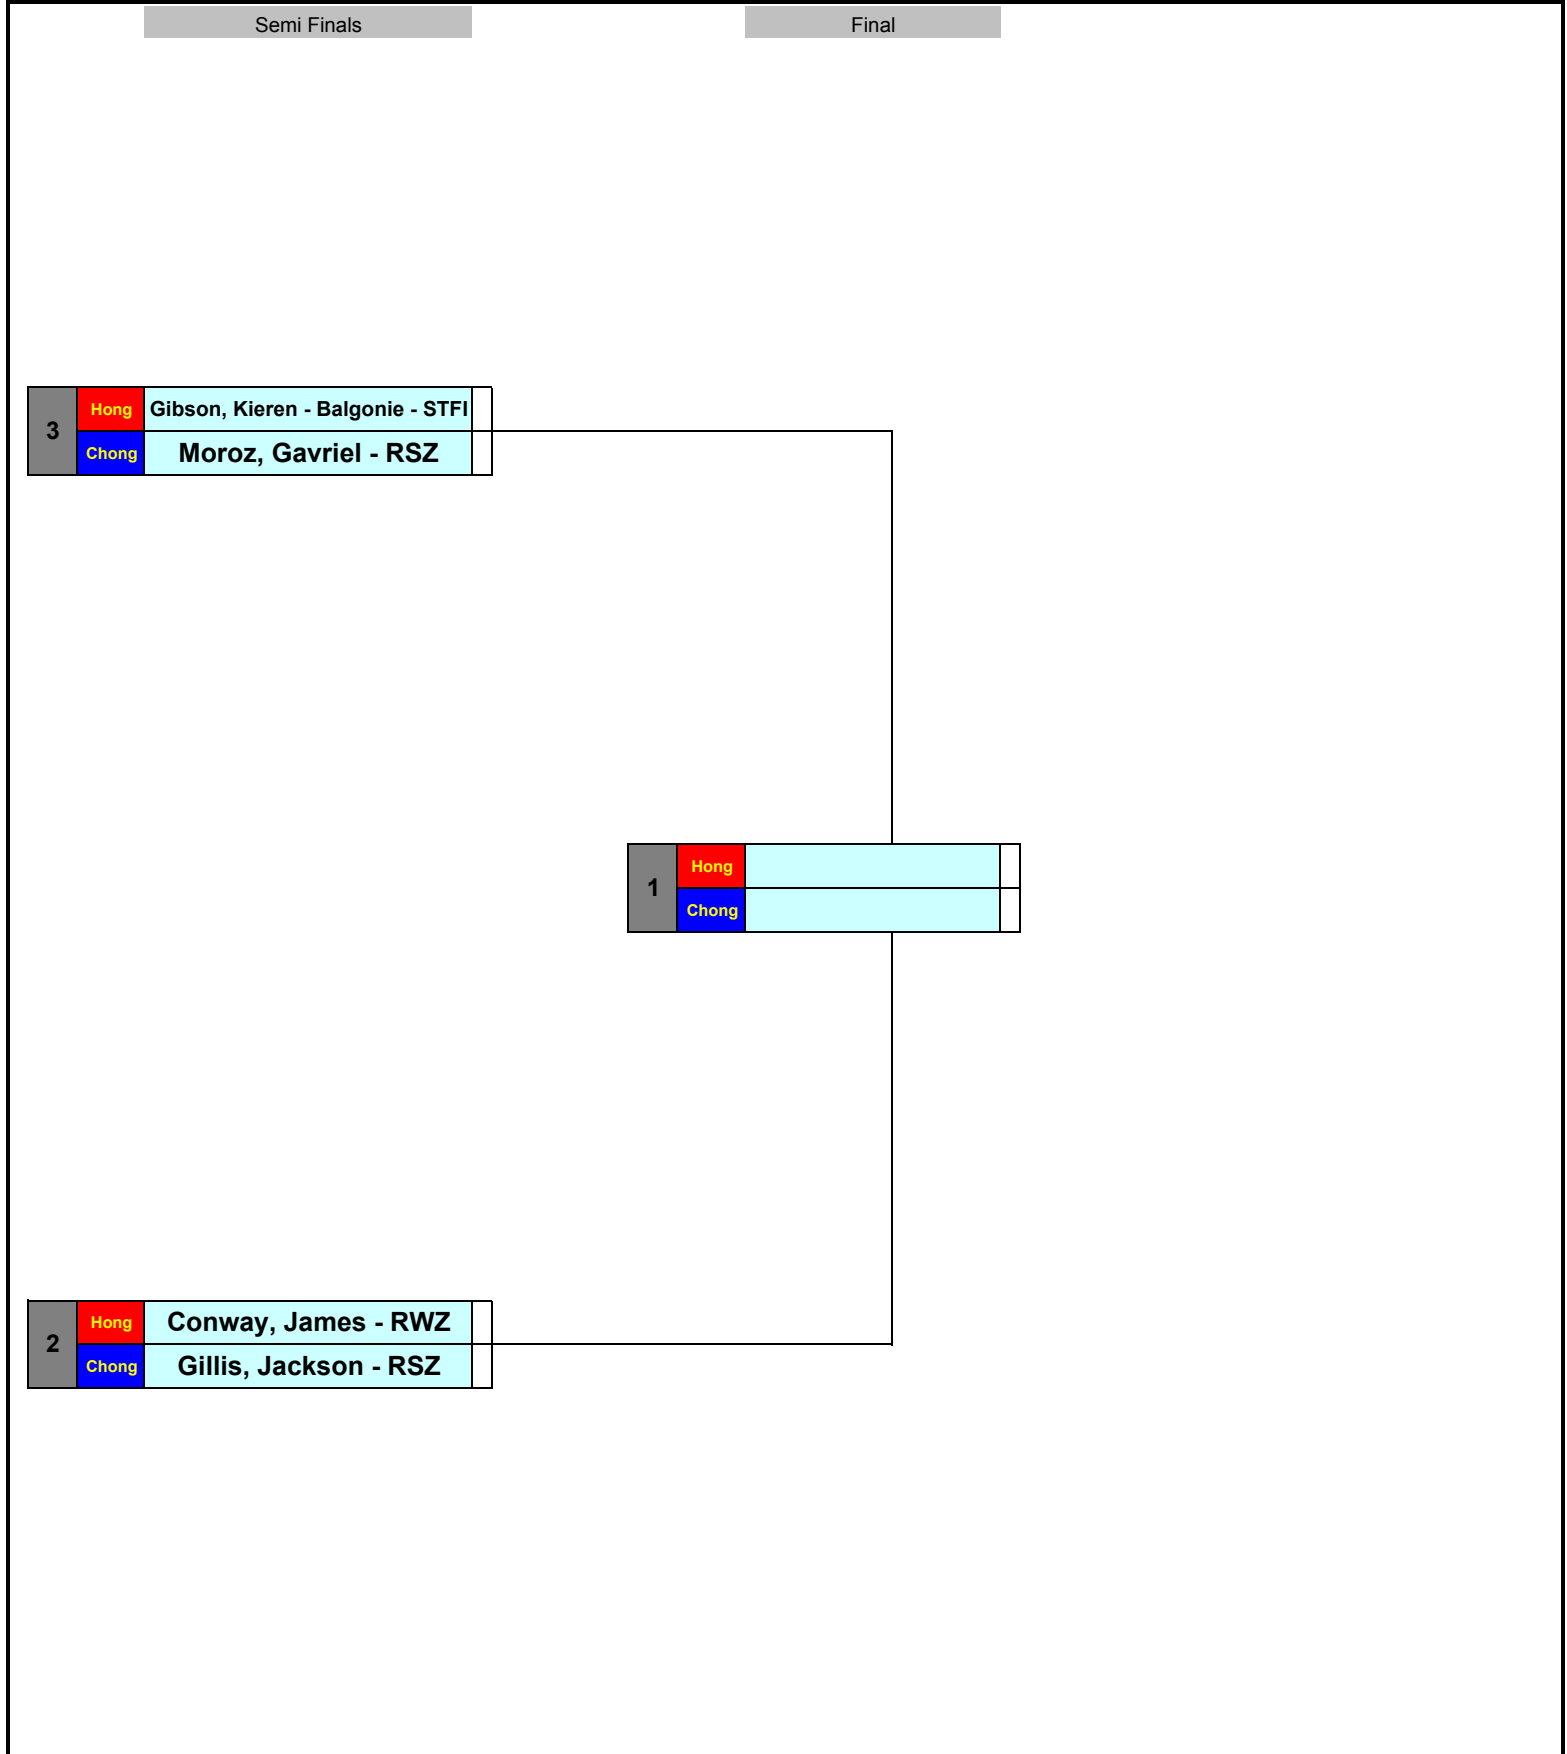 Semi Finals
Final
3
Hong
Gibson, Kieren - Balgonie - STFI
Chong
Moroz, Gavriel - RSZ
1
Hong
Chong
2
Hong
Conway, James - RWZ
Chong
Gillis, Jackson - RSZ